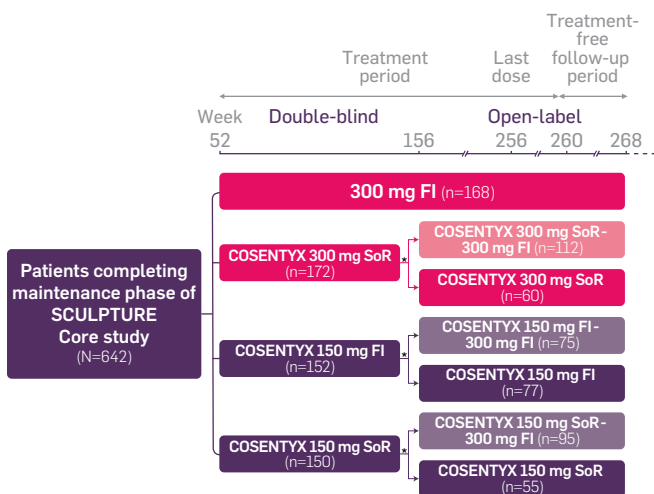 Treatment-
free
follow-up
period
Treatment
period
Last
dose
Week
Double-blind
Open-label
52
156
256
260
268
300 mg FI (n=168)
Patients completing
maintenance phase of
SCULPTURE
Core study
(N=642)
COSENTYX 300 mg SoR
(n=172)
*
COSENTYX 300 mg SoR-
300 mg FI (n=112)
COSENTYX 300 mg SoR
(n=60)
COSENTYX 150 mg FI
(n=152)
*
COSENTYX 150 mg FI-
300 mg FI (n=75)
COSENTYX 150 mg FI
(n=77)
COSENTYX 150 mg SoR
(n=150)
*
COSENTYX 150 mg SoR-
300 mg FI (n=95)
COSENTYX 150 mg SoR
(n=55)